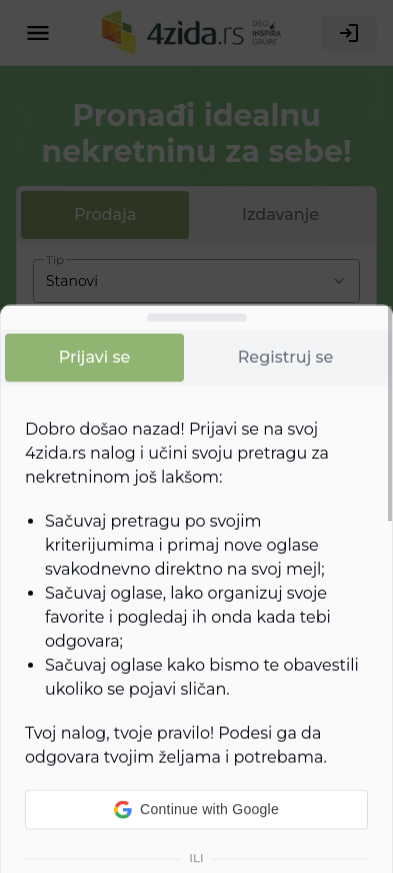 4zida.rs
DEO
INSPIRA
GRUPE
Pronađi idealnu
nekretninu za sebe!
Prodaja
Izdavanje
Tip
Stanovi
Prijavi se
Registruj se
Dobro došao nazad! Prijavi se na svoj
4zida.rs nalog i učini svoju pretragu za
nekretninom još lakšom:
• Sačuvaj pretragu po svojim
kriterijumima i primaj nove oglase
svakodnevno direktno na svoj mejl;
• Sačuvaj oglase, lako organizuj svoje
favorite i pogledaj ih onda kada tebi
odgovara;
• Sačuvaj oglase kako bismo te obavestili
ukoliko se pojavi sličan.
Tvoj nalog, tvoje pravilo! Podesi ga da
odgovara tvojim željama i potrebama.
Continue with Google
ILI